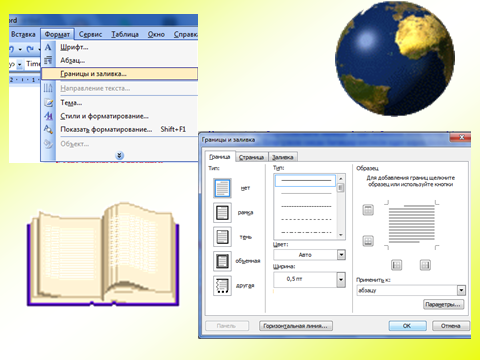 ord
Вставка Формат Сервис Таблица Окно Справка
Time
А Шрифт...
Абзац...
Границы и заливка...
Направление текста...
Тема...
Стили и форматирование...
Показать форматирование... Shift+F1
Объект...
Границы и заливка
Граница Страница Заливка
Тип:
нет
рамка
тень
объемная
другая
Тип:
Цвет:
Авто
Ширина:
0,5 пт
Образец
Для добавления границ щелкните
образец или используйте кнопки
Применить к:
абзацу
Параметры...
Панель Горизонтальная линия... ОК Отмена